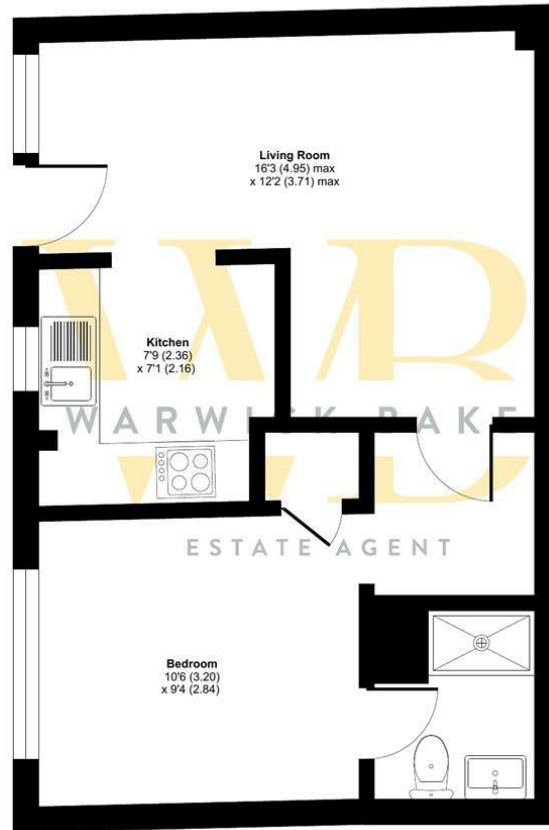 Living Room
16'3 (4.95) max
x 12'2 (3.71) max
Kitchen
7'9 (2.36)
x 7'1 (2.16)
WARWICK BAKE
ESTATE AGENT
Bedroom
10'6 (3.20)
x 9'4 (2.84)